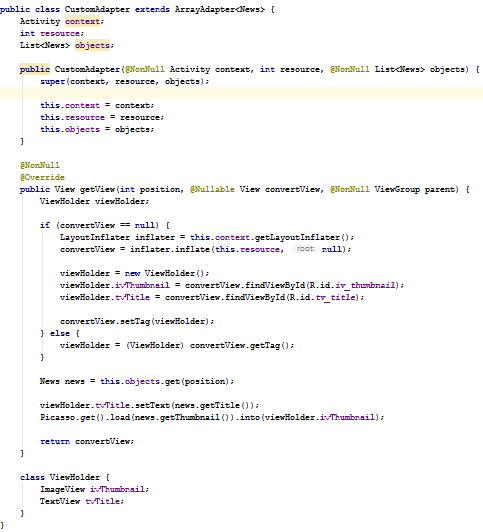 public class CustomAdapter extends ArrayAdapter<News> {
    Activity context;
    int resource;
    List<News> objects;

    public CustomAdapter(@NonNull Activity context, int resource, @NonNull List<News> objects) {
        super(context, resource, objects);

        this.context = context;
        this.resource = resource;
        this.objects = objects;
    }

    @NonNull
    @Override
    public View getView(int position, @Nullable View convertView, @NonNull ViewGroup parent) {
        ViewHolder viewHolder;

        if (convertView == null) {
            LayoutInflater inflater = this.context.getLayoutInflater();
            convertView = inflater.inflate(this.resource, root: null);

            viewHolder = new ViewHolder();
            viewHolder.ivThumbnail = convertView.findViewById(R.id.iv_thumbnail);
            viewHolder.tvTitle = convertView.findViewById(R.id.tv_title);

            convertView.setTag(viewHolder);
        } else {
            viewHolder = (ViewHolder) convertView.getTag();
        }

        News news = this.objects.get(position);

        viewHolder.tvTitle.setText(news.getTitle());
        Picasso.get().load(news.getThumbnail()).into(viewHolder.ivThumbnail);

        return convertView;
    }

    class ViewHolder {
        ImageView ivThumbnail;
        TextView tvTitle;
    }
}